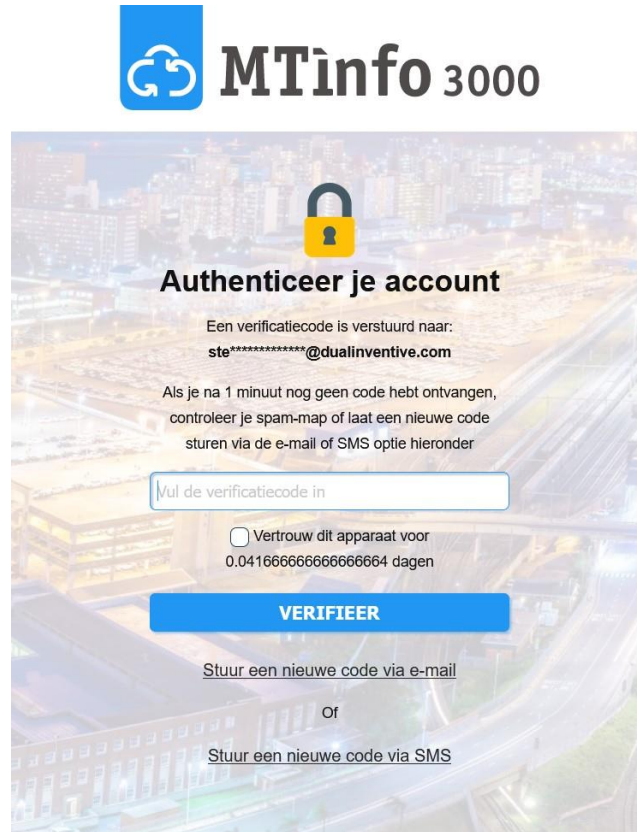 MTinfo 3000
Authenticeer je account
Een verificatiecode is verstuurd naar:
ste*************@dualinventive.com
Als je na 1 minuut nog geen code hebt ontvangen,
controleer je spam-map of laat een nieuwe code
sturen via de e-mail of SMS optie hieronder
Vul de verificatiecode in
Vertrouw dit apparaat voor
0.041666666666666664 dagen
VERIFIEER
Stuur een nieuwe code via e-mail
Of
Stuur een nieuwe code via SMS